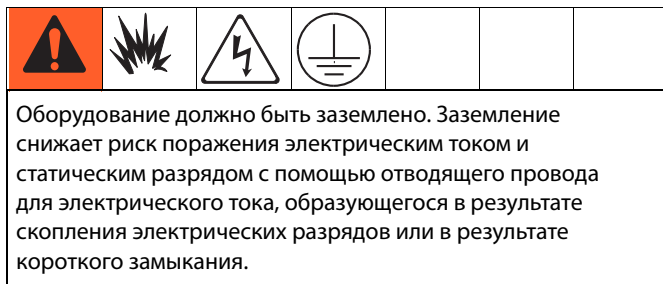 Оборудование должно быть заземлено. Заземление
снижает риск поражения электрическим током и
статическим разрядом с помощью отводящего провода
для электрического тока, образующегося в результате
скопления электрических разрядов или в результате
короткого замыкания.